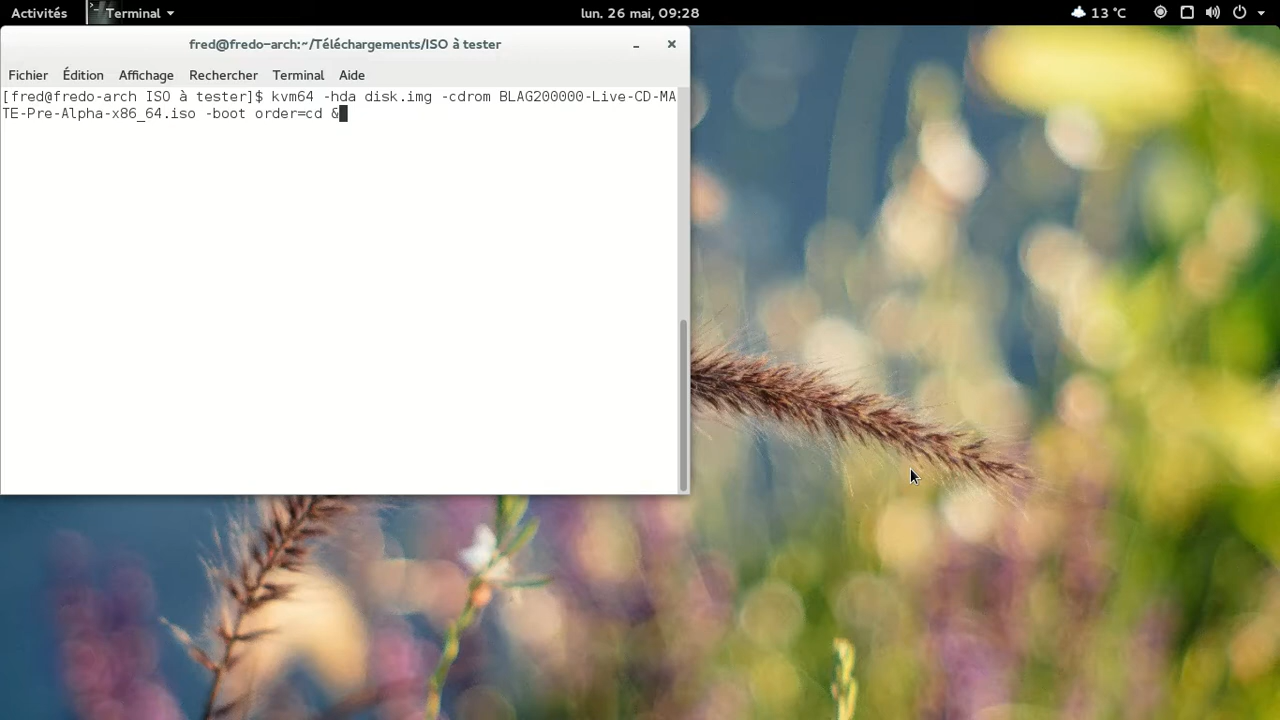 Activités Terminal lun. 26 mai, 09:28 13 °C
fred@fredo-arch:~/Téléchargements/ISO à tester
Fichier Édition Affichage Rechercher Terminal Aide
[fred@fredo-arch ISO à tester]$ kvm64 -hda disk.img -cdrom BLAG200000-Live-CD-MA
TE-Pre-Alpha-x86_64.iso -boot order=cd &